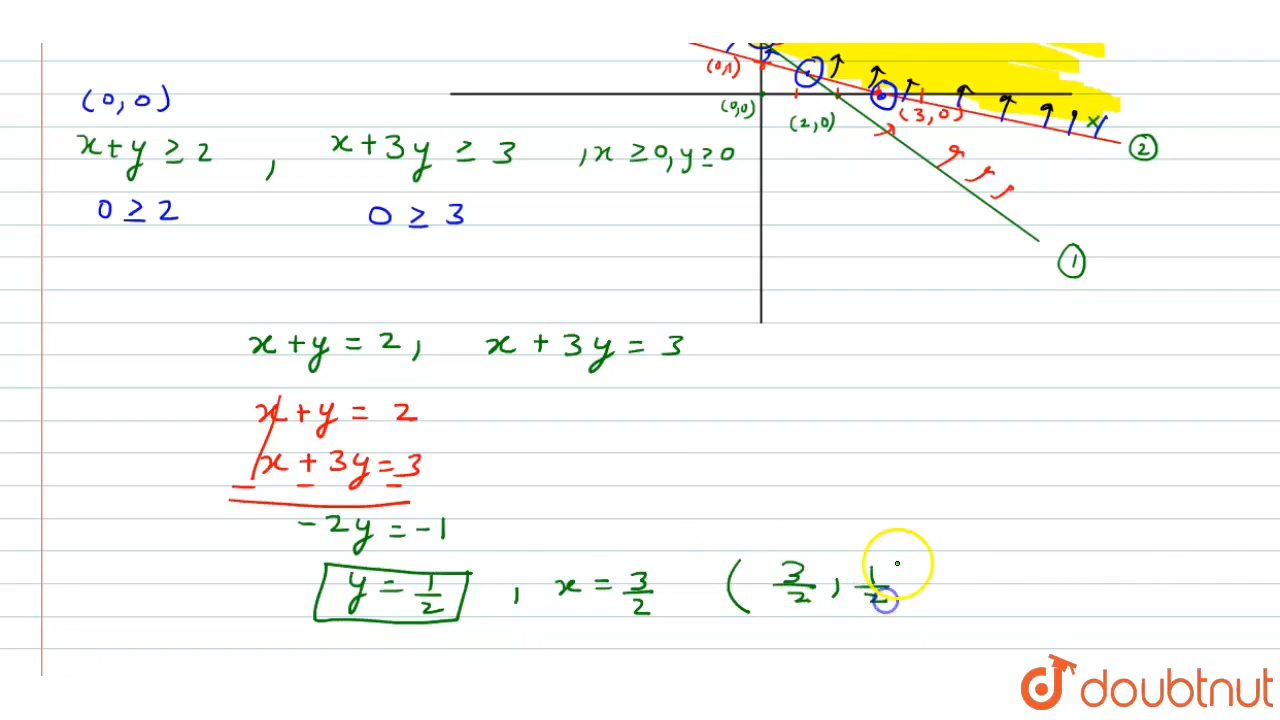 (0,1)
(0,0)
(0,0)
(2,0)
(3,0)
x
②
x+y ≥ 2 , x+3y ≥ 3 , x ≥ 0, y ≥ 0
0 ≥ 2
0 ≥ 3
①
x+y = 2, x + 3y = 3
x+y = 2
x + 3y = 3
- - -
-2y = -1
y = 1/2 , x = 3/2 ( 3/2 , 1/2
doubtnut